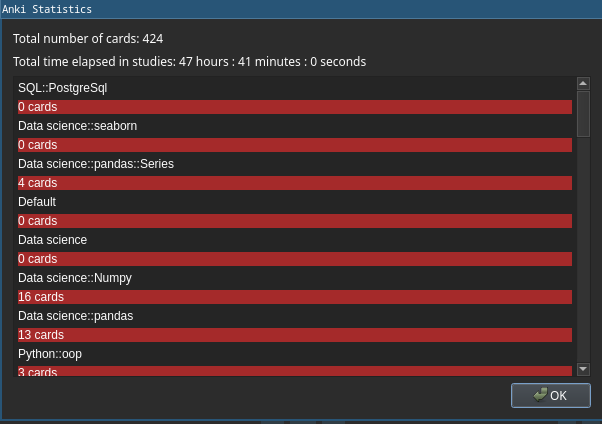 Anki Statistics
Total number of cards: 424
Total time elapsed in studies: 47 hours : 41 minutes : 0 seconds
SQL::PostgreSql
0 cards
Data science::seaborn
0 cards
Data science::pandas::Series
4 cards
Default
0 cards
Data science
0 cards
Data science::Numpy
16 cards
Data science::pandas
13 cards
Python::oop
3 cards
OK